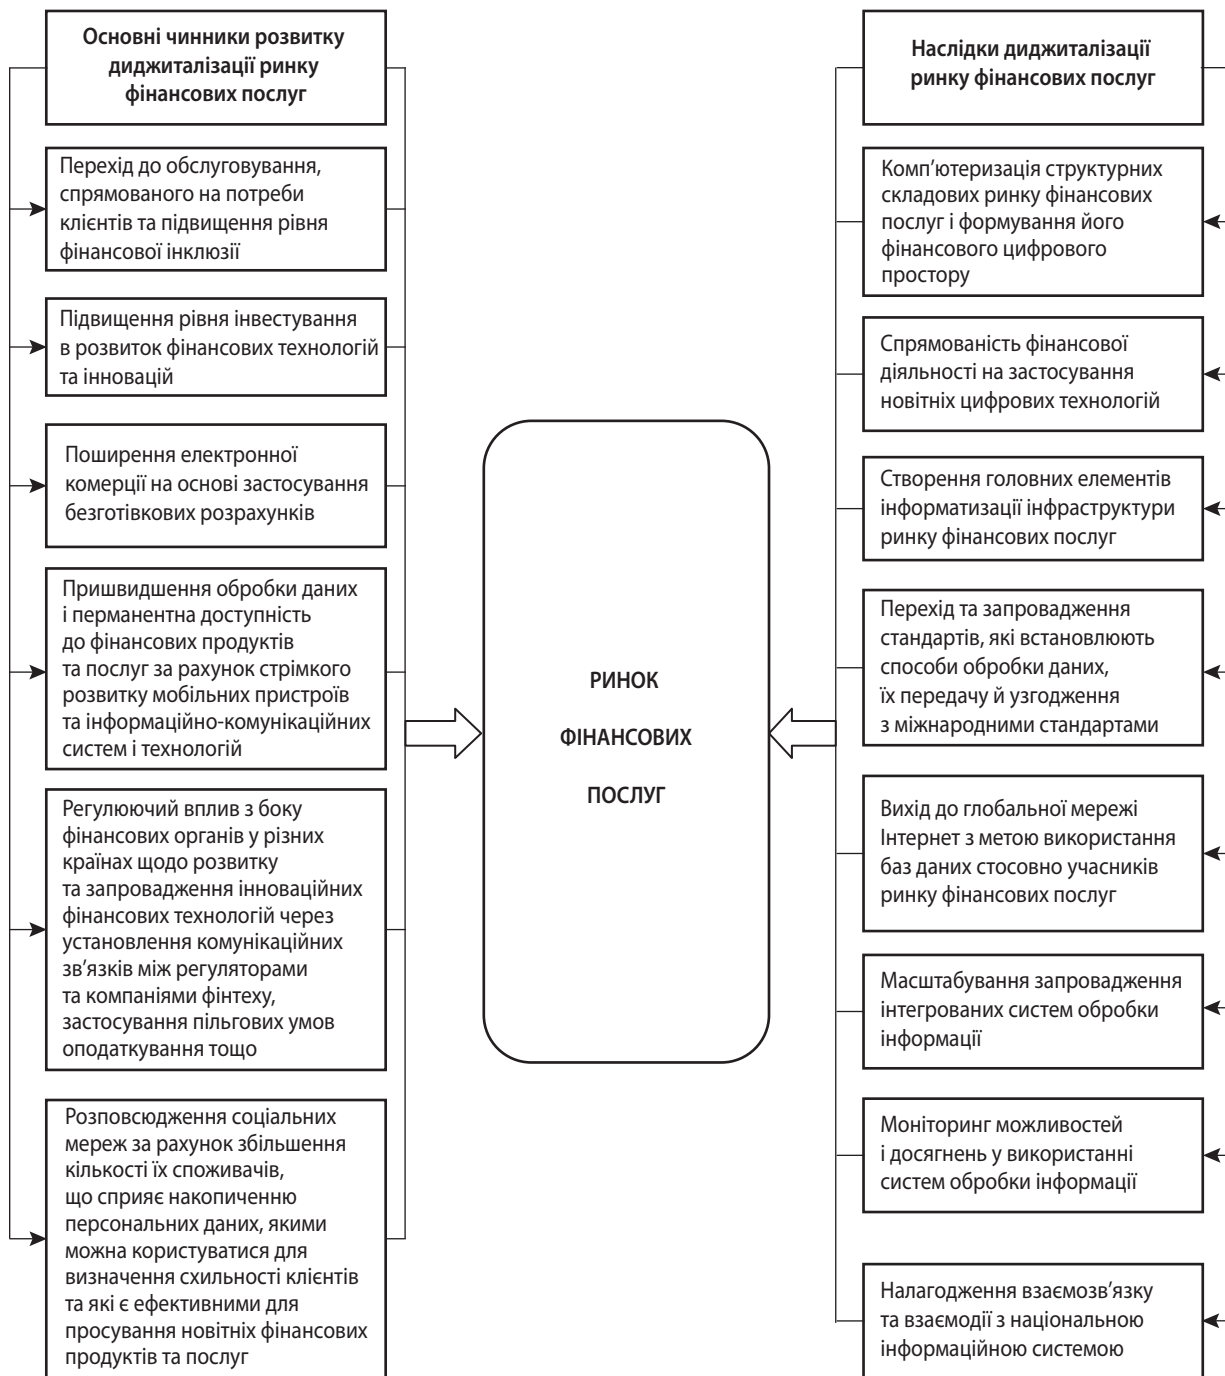 Основні чинники розвитку
диджиталізації ринку
фінансових послуг
Перехід до обслуговування,
спрямованого на потреби
клієнтів та підвищення рівня
фінансової інклюзії
Підвищення рівня інвестування
в розвиток фінансових технологій
та інновацій
Поширення електронної
комерції на основі застосування
безготівкових розрахунків
Пришвидшення обробки даних
і перманентна доступність
до фінансових продуктів
та послуг за рахунок стрімкого
розвитку мобільних пристроїв
та інформаційно-комунікаційних
систем і технологій
Регулюючий вплив з боку
фінансових органів у різних
країнах щодо розвитку
та запровадження інноваційних
фінансових технологій через
установлення комунікаційних
зв’язків між регуляторами
та компаніями фінтеху,
застосування пільгових умов
оподаткування тощо
Розповсюдження соціальних
мереж за рахунок збільшення
кількості їх споживачів,
що сприяє накопиченню
персональних даних, якими
можна користуватися для
визначення схильності клієнтів
та які є ефективними для
просування новітніх фінансових
продуктів та послуг
РИНОК
ФІНАНСОВИХ
ПОСЛУГ
Наслідки диджиталізації
ринку фінансових послуг
Комп’ютеризація структурних
складових ринку фінансових
послуг і формування його
фінансового цифрового
простору
Спрямованість фінансової
діяльності на застосування
новітніх цифрових технологій
Створення головних елементів
інформатизації інфраструктури
ринку фінансових послуг
Перехід та запровадження
стандартів, які встановлюють
способи обробки даних,
їх передачу й узгодження
з міжнародними стандартами
Вихід до глобальної мережі
Інтернет з метою використання
баз даних стосовно учасників
ринку фінансових послуг
Масштабування запровадження
інтегрованих систем обробки
інформації
Моніторинг можливостей
і досягнень у використанні
систем обробки інформації
Налагодження взаємозв’язку
та взаємодії з національною
інформаційною системою